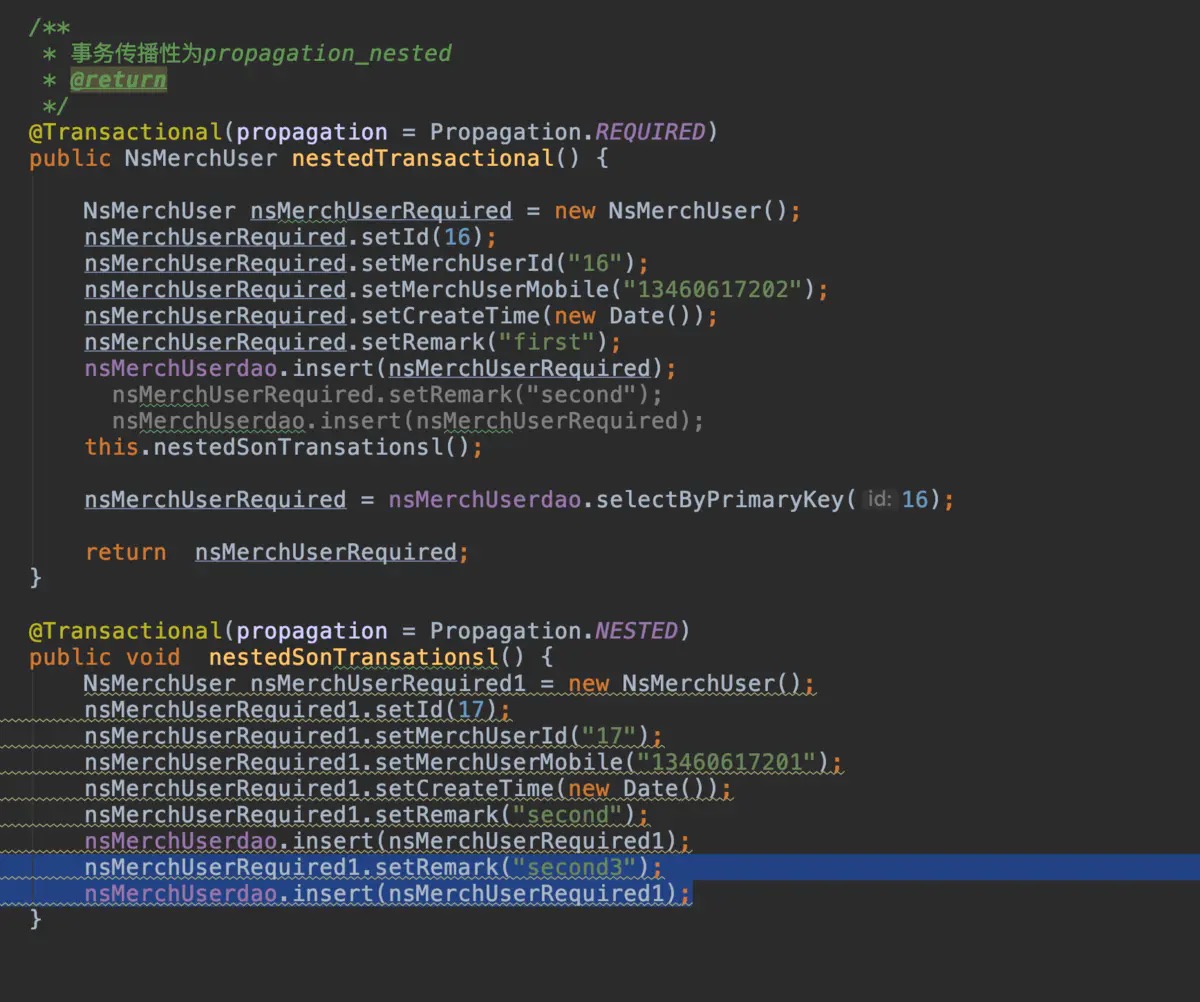 /**
 * 事务传播性为propagation_nested
 * @return
 */
@Transactional(propagation = Propagation.REQUIRED)
public NsMerchUser nestedTransactional() {
NsMerchUser nsMerchUserRequired = new NsMerchUser();
nsMerchUserRequired.setId(16);
nsMerchUserRequired.setMerchUserId("16");
nsMerchUserRequired.setMerchUserMobile("13460617202");
nsMerchUserRequired.setCreateTime(new Date());
nsMerchUserRequired.setRemark("first");
nsMerchUserdao.insert(nsMerchUserRequired);
nsMerchUserRequired.setRemark("second");
nsMerchUserdao.insert(nsMerchUserRequired);
this.nestedSonTransationsl();
nsMerchUserRequired = nsMerchUserdao.selectByPrimaryKey( id: 16);
return  nsMerchUserRequired;
}
@Transactional(propagation = Propagation.NESTED)
public void  nestedSonTransationsl() {
NsMerchUser nsMerchUserRequired1 = new NsMerchUser();
nsMerchUserRequired1.setId(17);
nsMerchUserRequired1.setMerchUserId("17");
nsMerchUserRequired1.setMerchUserMobile("13460617201");
nsMerchUserRequired1.setCreateTime(new Date());
nsMerchUserRequired1.setRemark("second");
nsMerchUserdao.insert(nsMerchUserRequired1);
nsMerchUserRequired1.setRemark("second3");
nsMerchUserdao.insert(nsMerchUserRequired1);
}